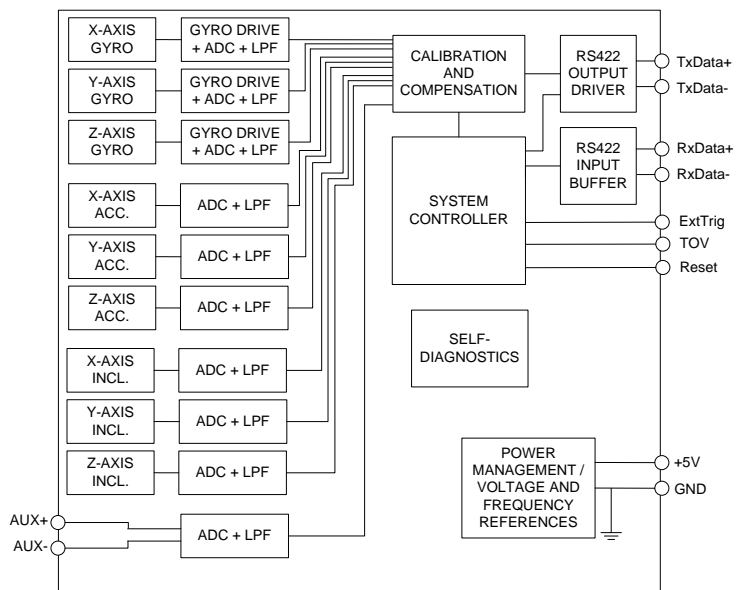 X-AXIS
GYRO
GYRO DRIVE
+ ADC + LPF
Y-AXIS
GYRO
GYRO DRIVE
+ ADC + LPF
Z-AXIS
GYRO
GYRO DRIVE
+ ADC + LPF
X-AXIS
ACC.
ADC + LPF
Y-AXIS
ACC.
ADC + LPF
Z-AXIS
ACC.
ADC + LPF
X-AXIS
INCL.
ADC + LPF
Y-AXIS
INCL.
ADC + LPF
Z-AXIS
INCL.
ADC + LPF
AUX+
AUX-
ADC + LPF
CALIBRATION
AND
COMPENSATION
RS422
OUTPUT
DRIVER
TxData+
TxData-
SYSTEM
CONTROLLER
RS422
INPUT
BUFFER
RxData+
RxData-
ExtTrig
TOV
Reset
SELF-
DIAGNOSTICS
POWER
MANAGEMENT /
VOLTAGE AND
FREQUENCY
REFERENCES
+5V
GND